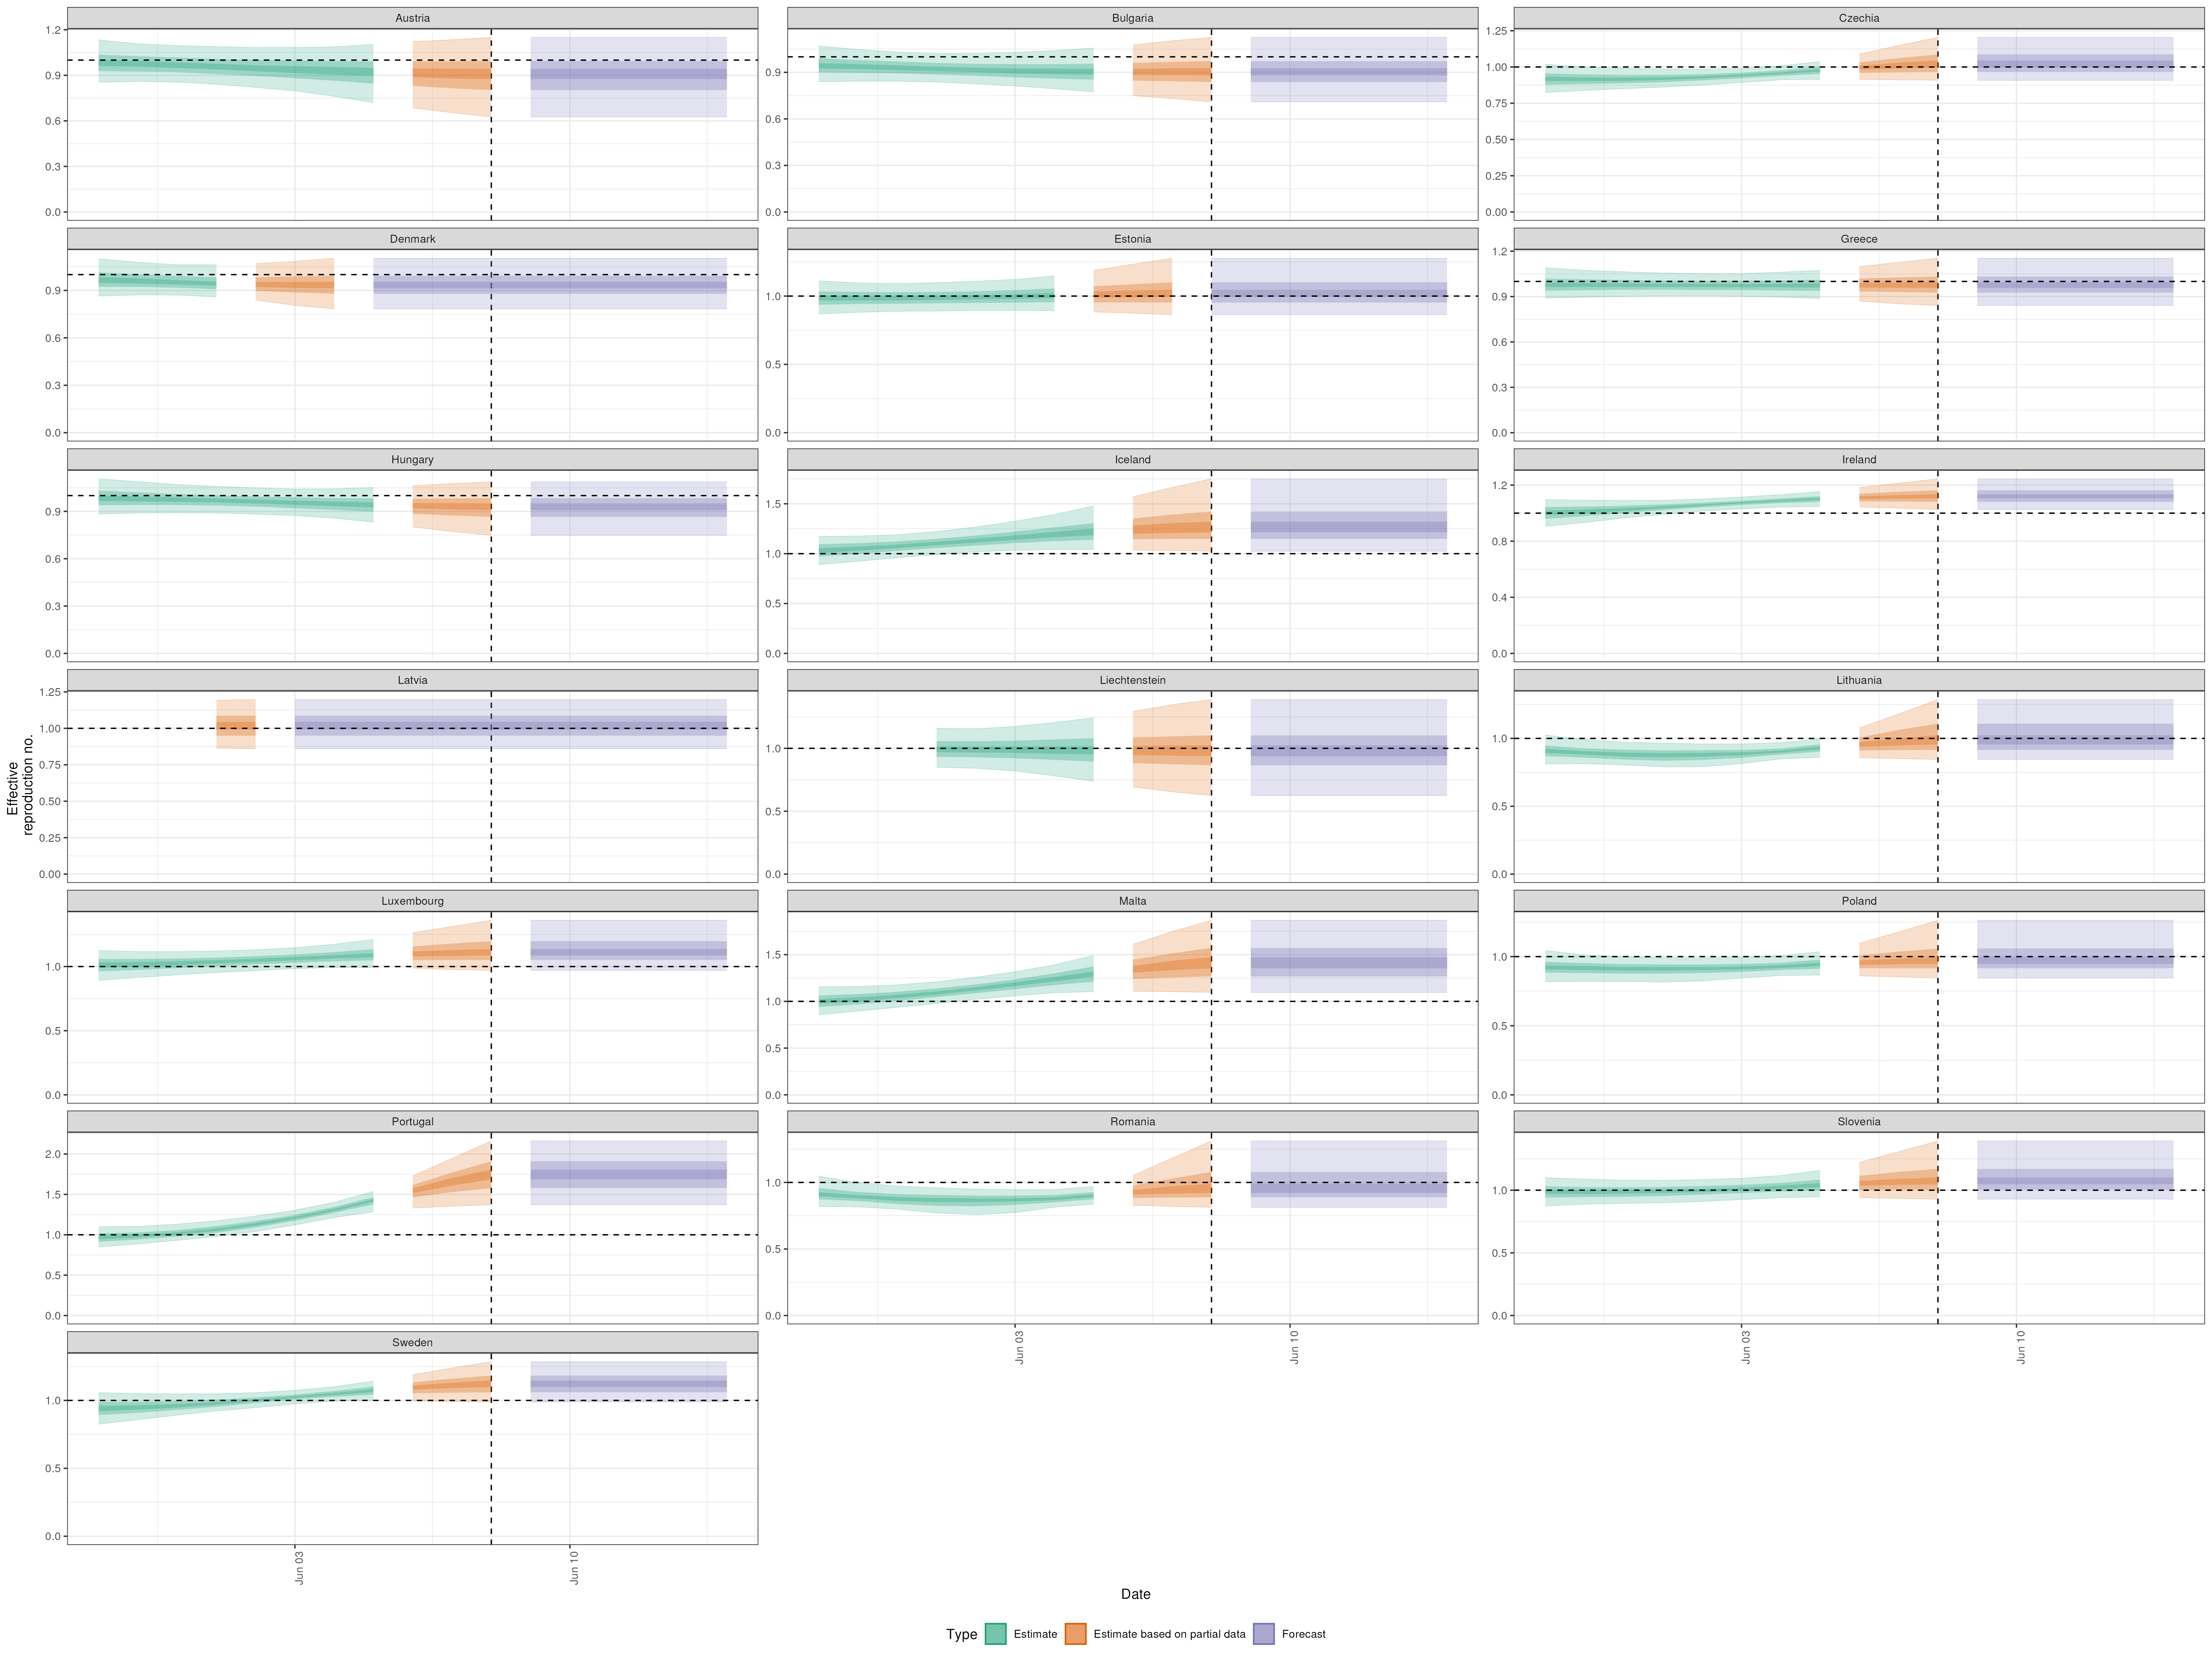 Austria
Bulgaria
Czechia
1.2
0.9
0.6
0.3
0.0
0.9
0.6
0.3
0.0
1.25
1.00
0.75
0.50
0.25
0.00
Denmark
Estonia
Greece
0.9
0.6
0.3
0.0
1.0
0.5
0.0
1.2
0.9
0.6
0.3
0.0
Hungary
Iceland
Ireland
0.9
0.6
0.3
0.0
1.5
1.0
0.5
0.0
1.2
0.8
0.4
0.0
Latvia
Liechtenstein
Lithuania
1.25
1.00
0.75
0.50
0.25
0.00
1.0
0.5
0.0
1.0
0.5
0.0
Effective
reproduction no.
Luxembourg
Malta
Poland
1.0
0.5
0.0
1.5
1.0
0.5
0.0
1.0
0.5
0.0
Portugal
Romania
Slovenia
2.0
1.5
1.0
0.5
0.0
1.0
0.5
0.0
1.0
0.5
0.0
Jun 03
Jun 10
Jun 03
Jun 10
Sweden
1.0
0.5
0.0
Jun 03
Jun 10
Date
Type Estimate Estimate based on partial data Forecast